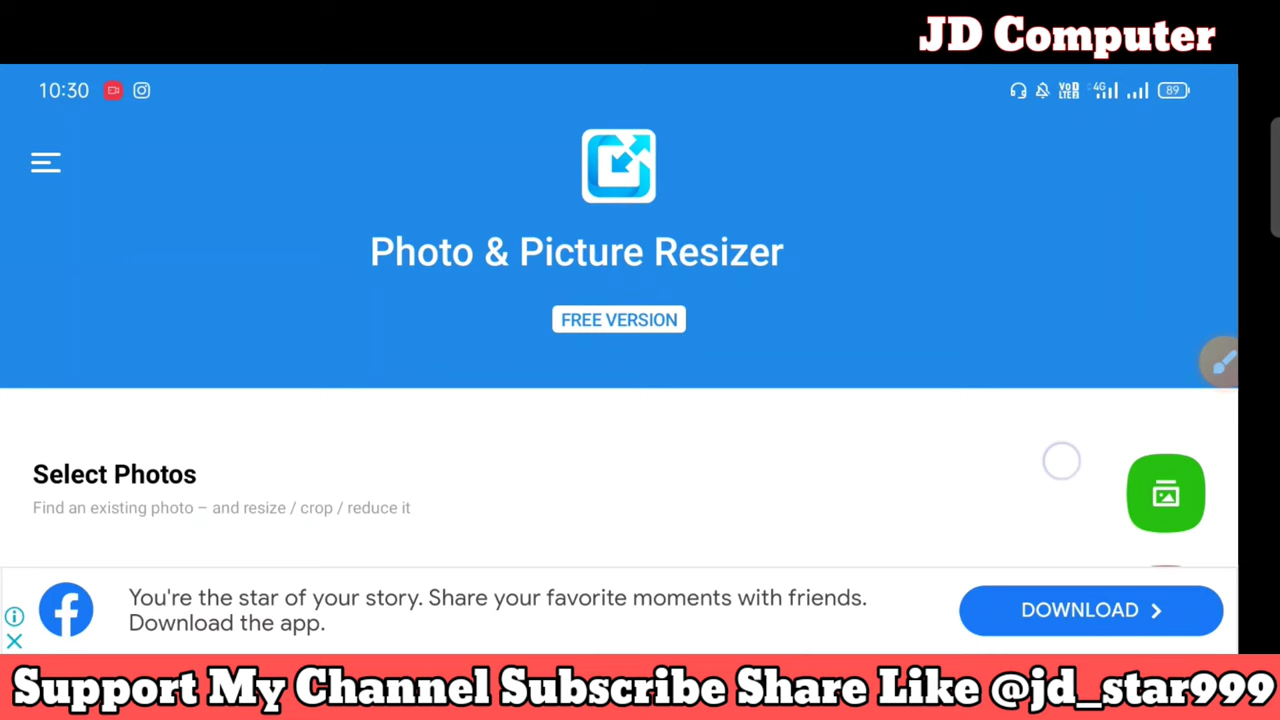 JD Computer
10:30
VoLTE 4G 89
Photo & Picture Resizer
FREE VERSION
Select Photos
Find an existing photo – and resize / crop / reduce it
You're the star of your story. Share your favorite moments with friends.
Download the app.
DOWNLOAD
Support My Channel Subscribe Share Like @jd_star999